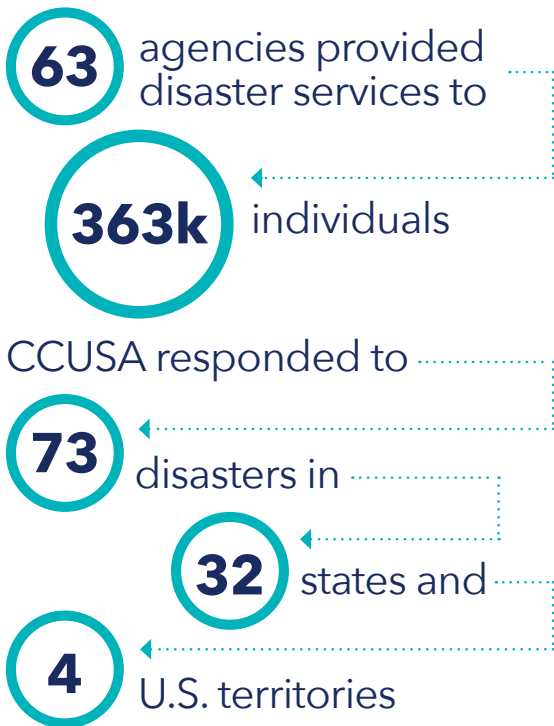 63 agencies provided
disaster services to
363k individuals
CCUSA responded to
73 disasters in
32 states and
4 U.S. territories